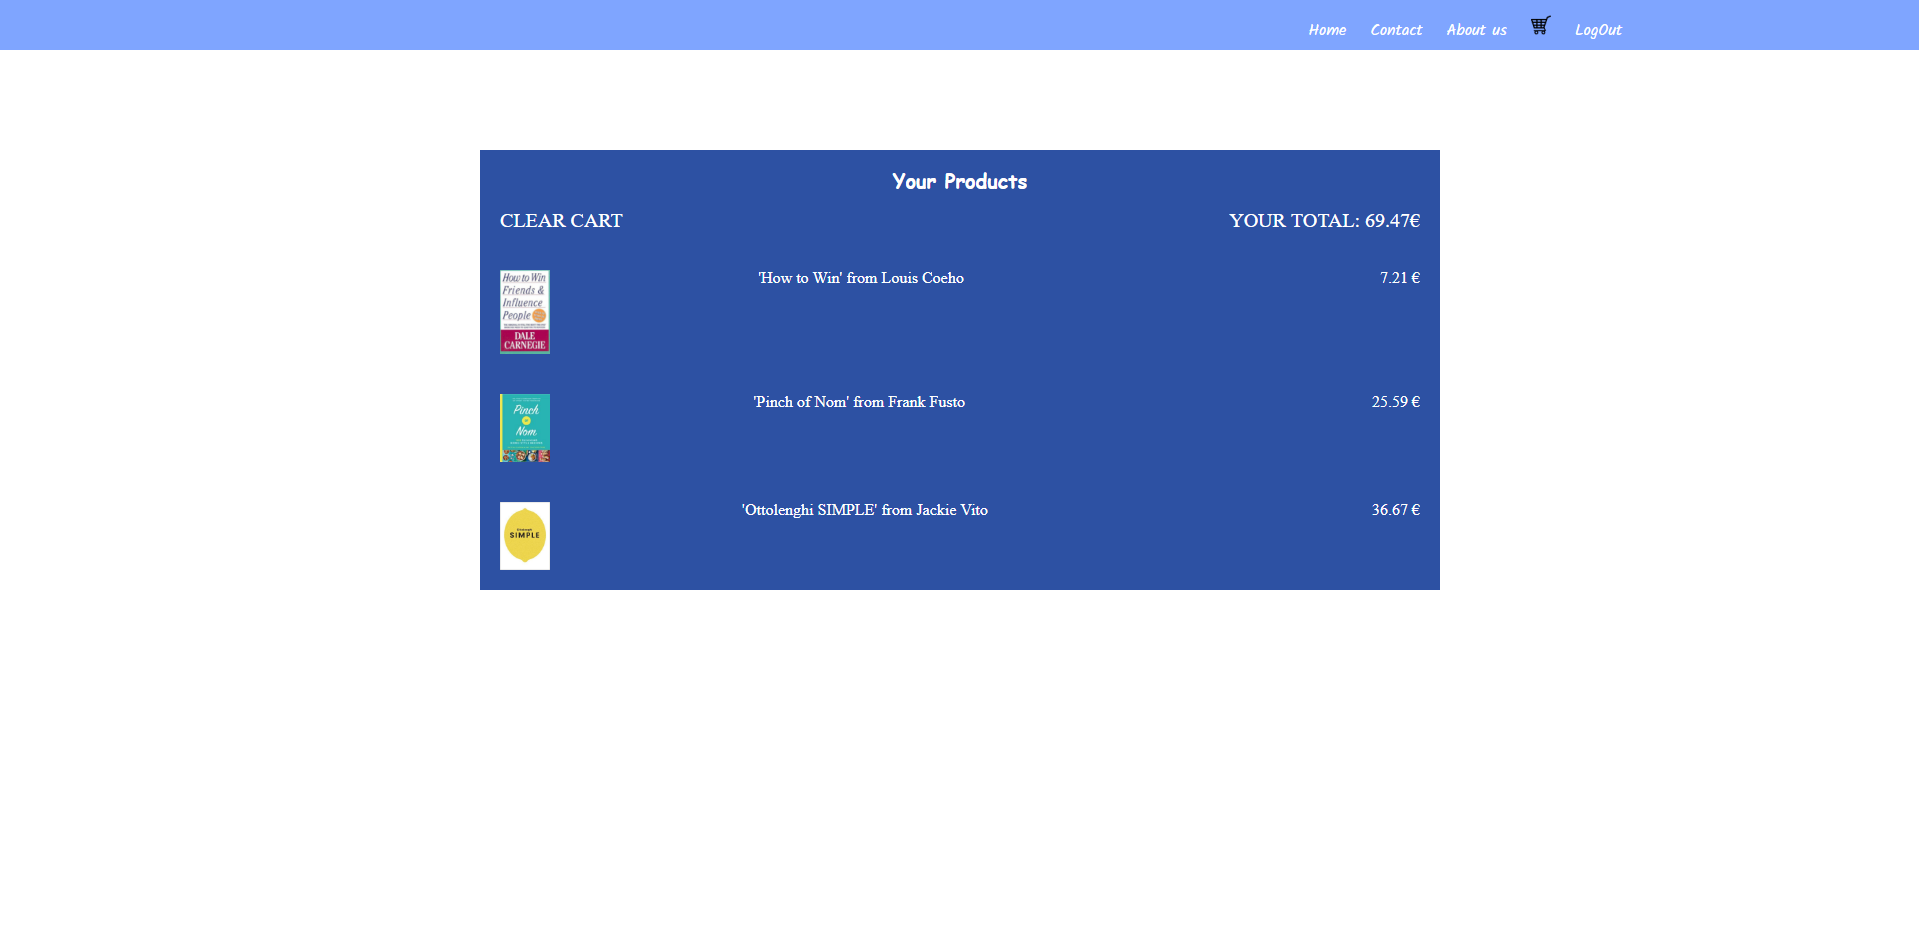 Home Contact About us LogOut
Your Products
CLEAR CART YOUR TOTAL: 69.47€
'How to Win' from Louis Coeho 7.21 €
How to Win
Friends &
Influence
People
DALE
CARNEGIE
'Pinch of Nom' from Frank Fusto 25.59 €
Pinch
Nom
'Ottolenghi SIMPLE' from Jackie Vito 36.67 €
SIMPLE